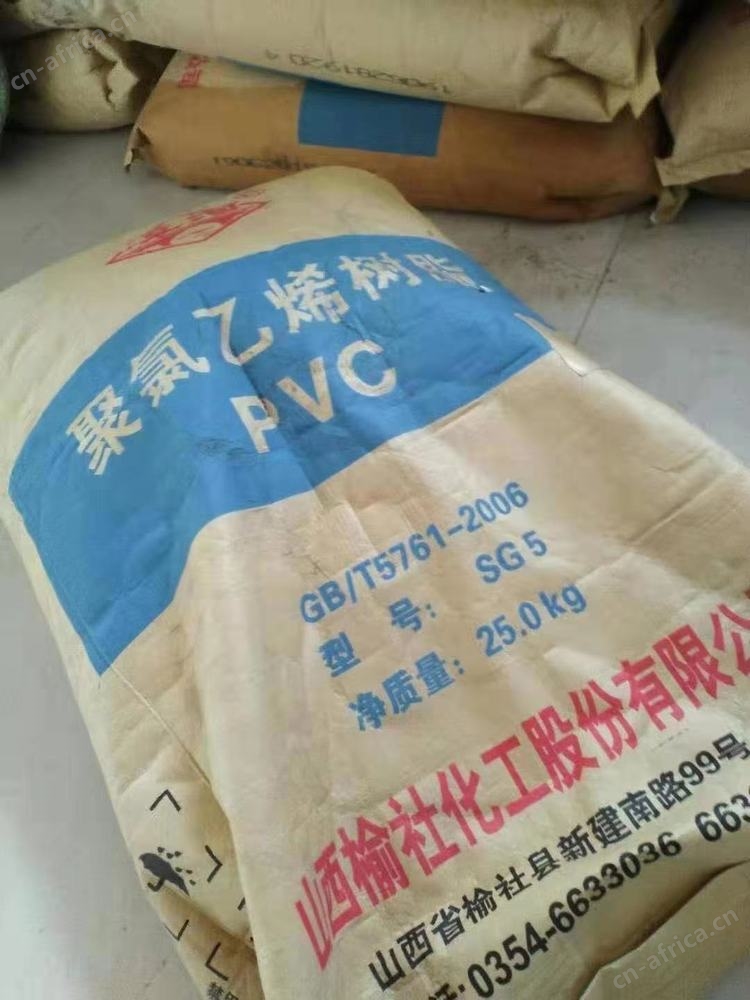 cn-africa.cn
聚氯乙烯树脂
PVC
GB/T5761-2006
型 号: SG5
净质量: 25.0kg
山西榆社化工股份有限公
山西省榆社县新建南路99号
0354-6633036 663
cn-africa.cn